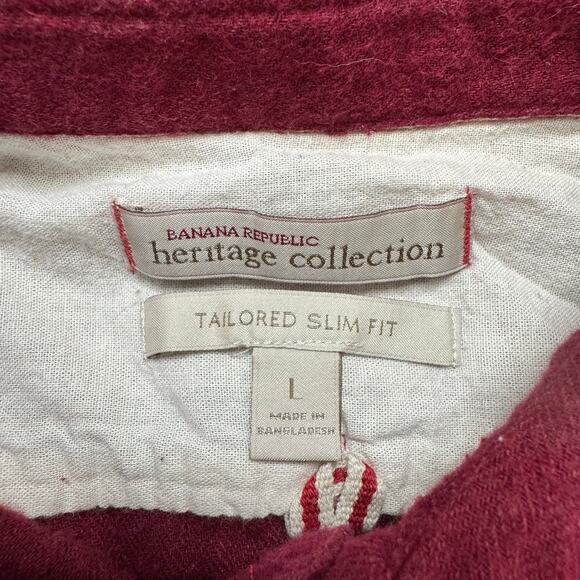 BANANA REPUBLIC
heritage collection
TAILORED SLIM FIT
L
MADE IN
BANGLADESH